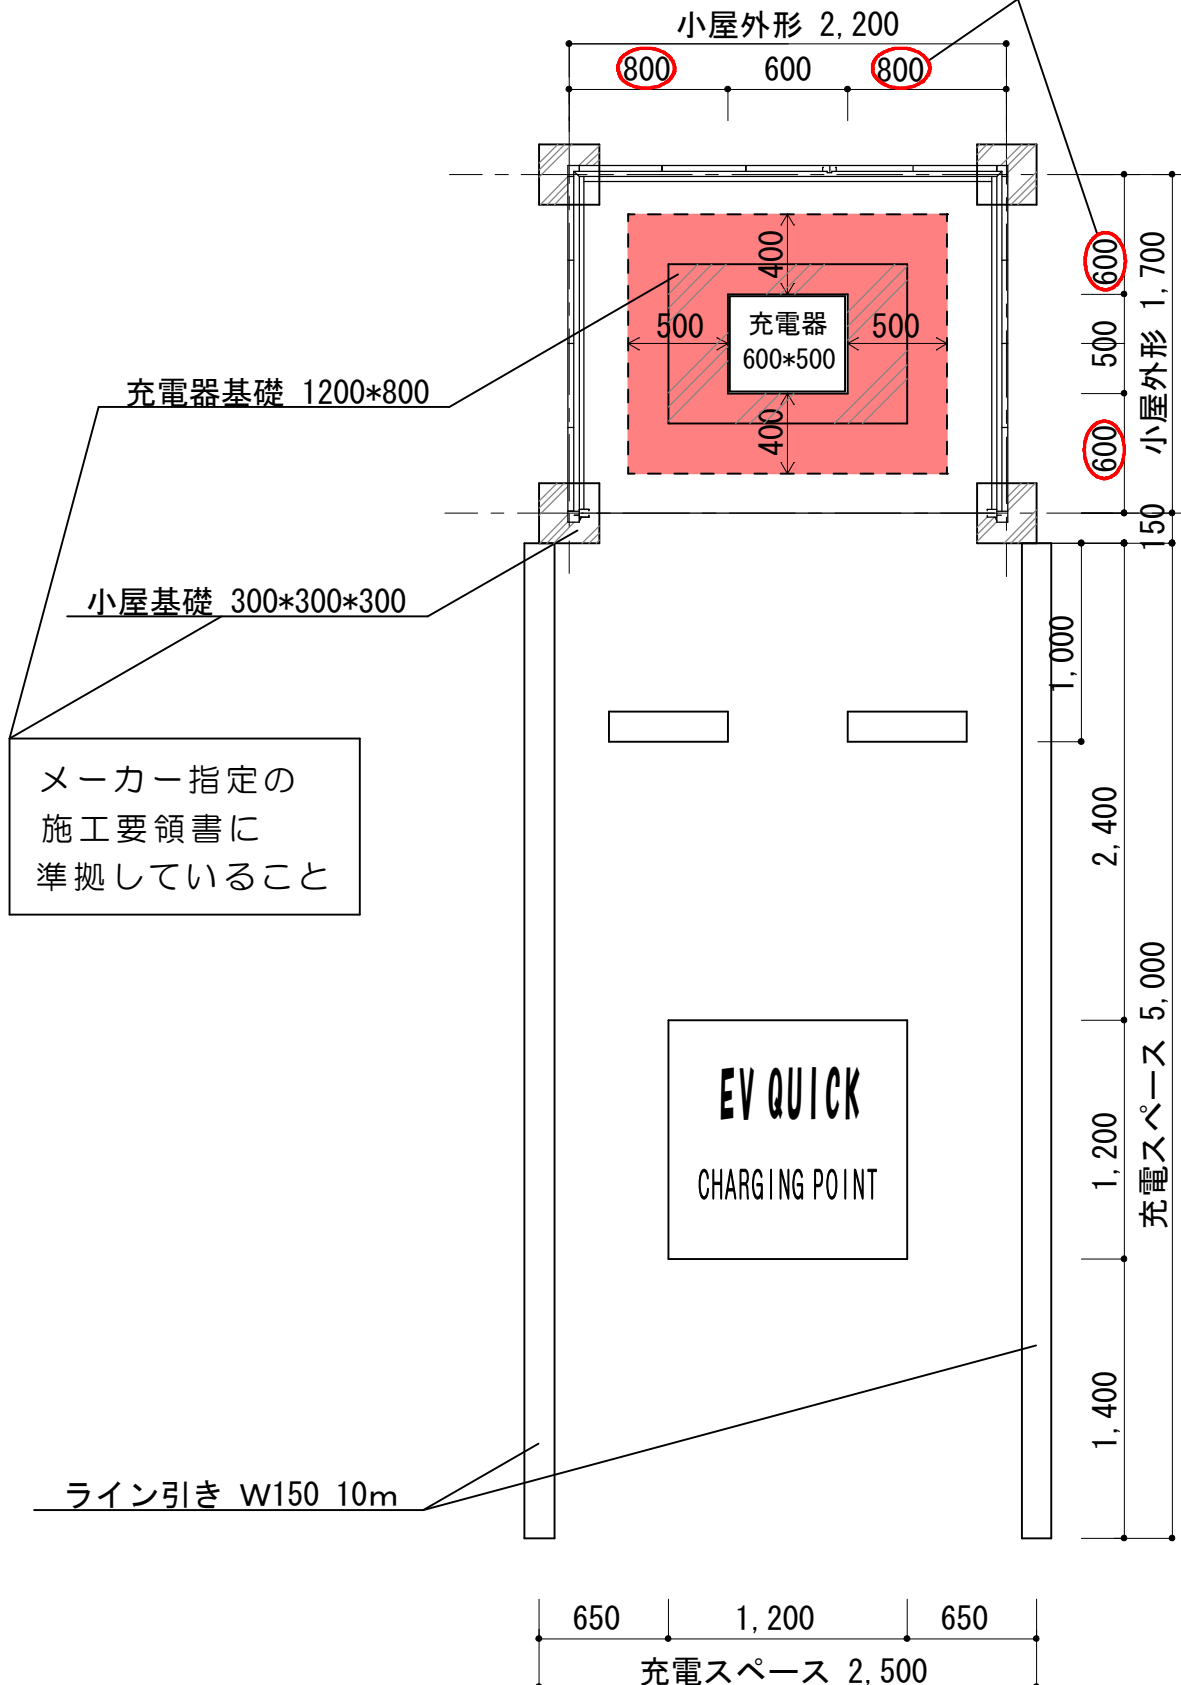 小屋外形 2,200
800
600
800
400
500
充電器
600*500
500
400
600
500
600
小屋外形 1,700
150
充電器基礎 1200*800
小屋基礎 300*300*300
1,000
メーカー指定の
施工要領書に
準拠していること
2,400
充電スペース 5,000
EV QUICK
CHARGING POINT
1,200
1,400
ライン引き W150 10m
650
1,200
650
充電スペース 2,500